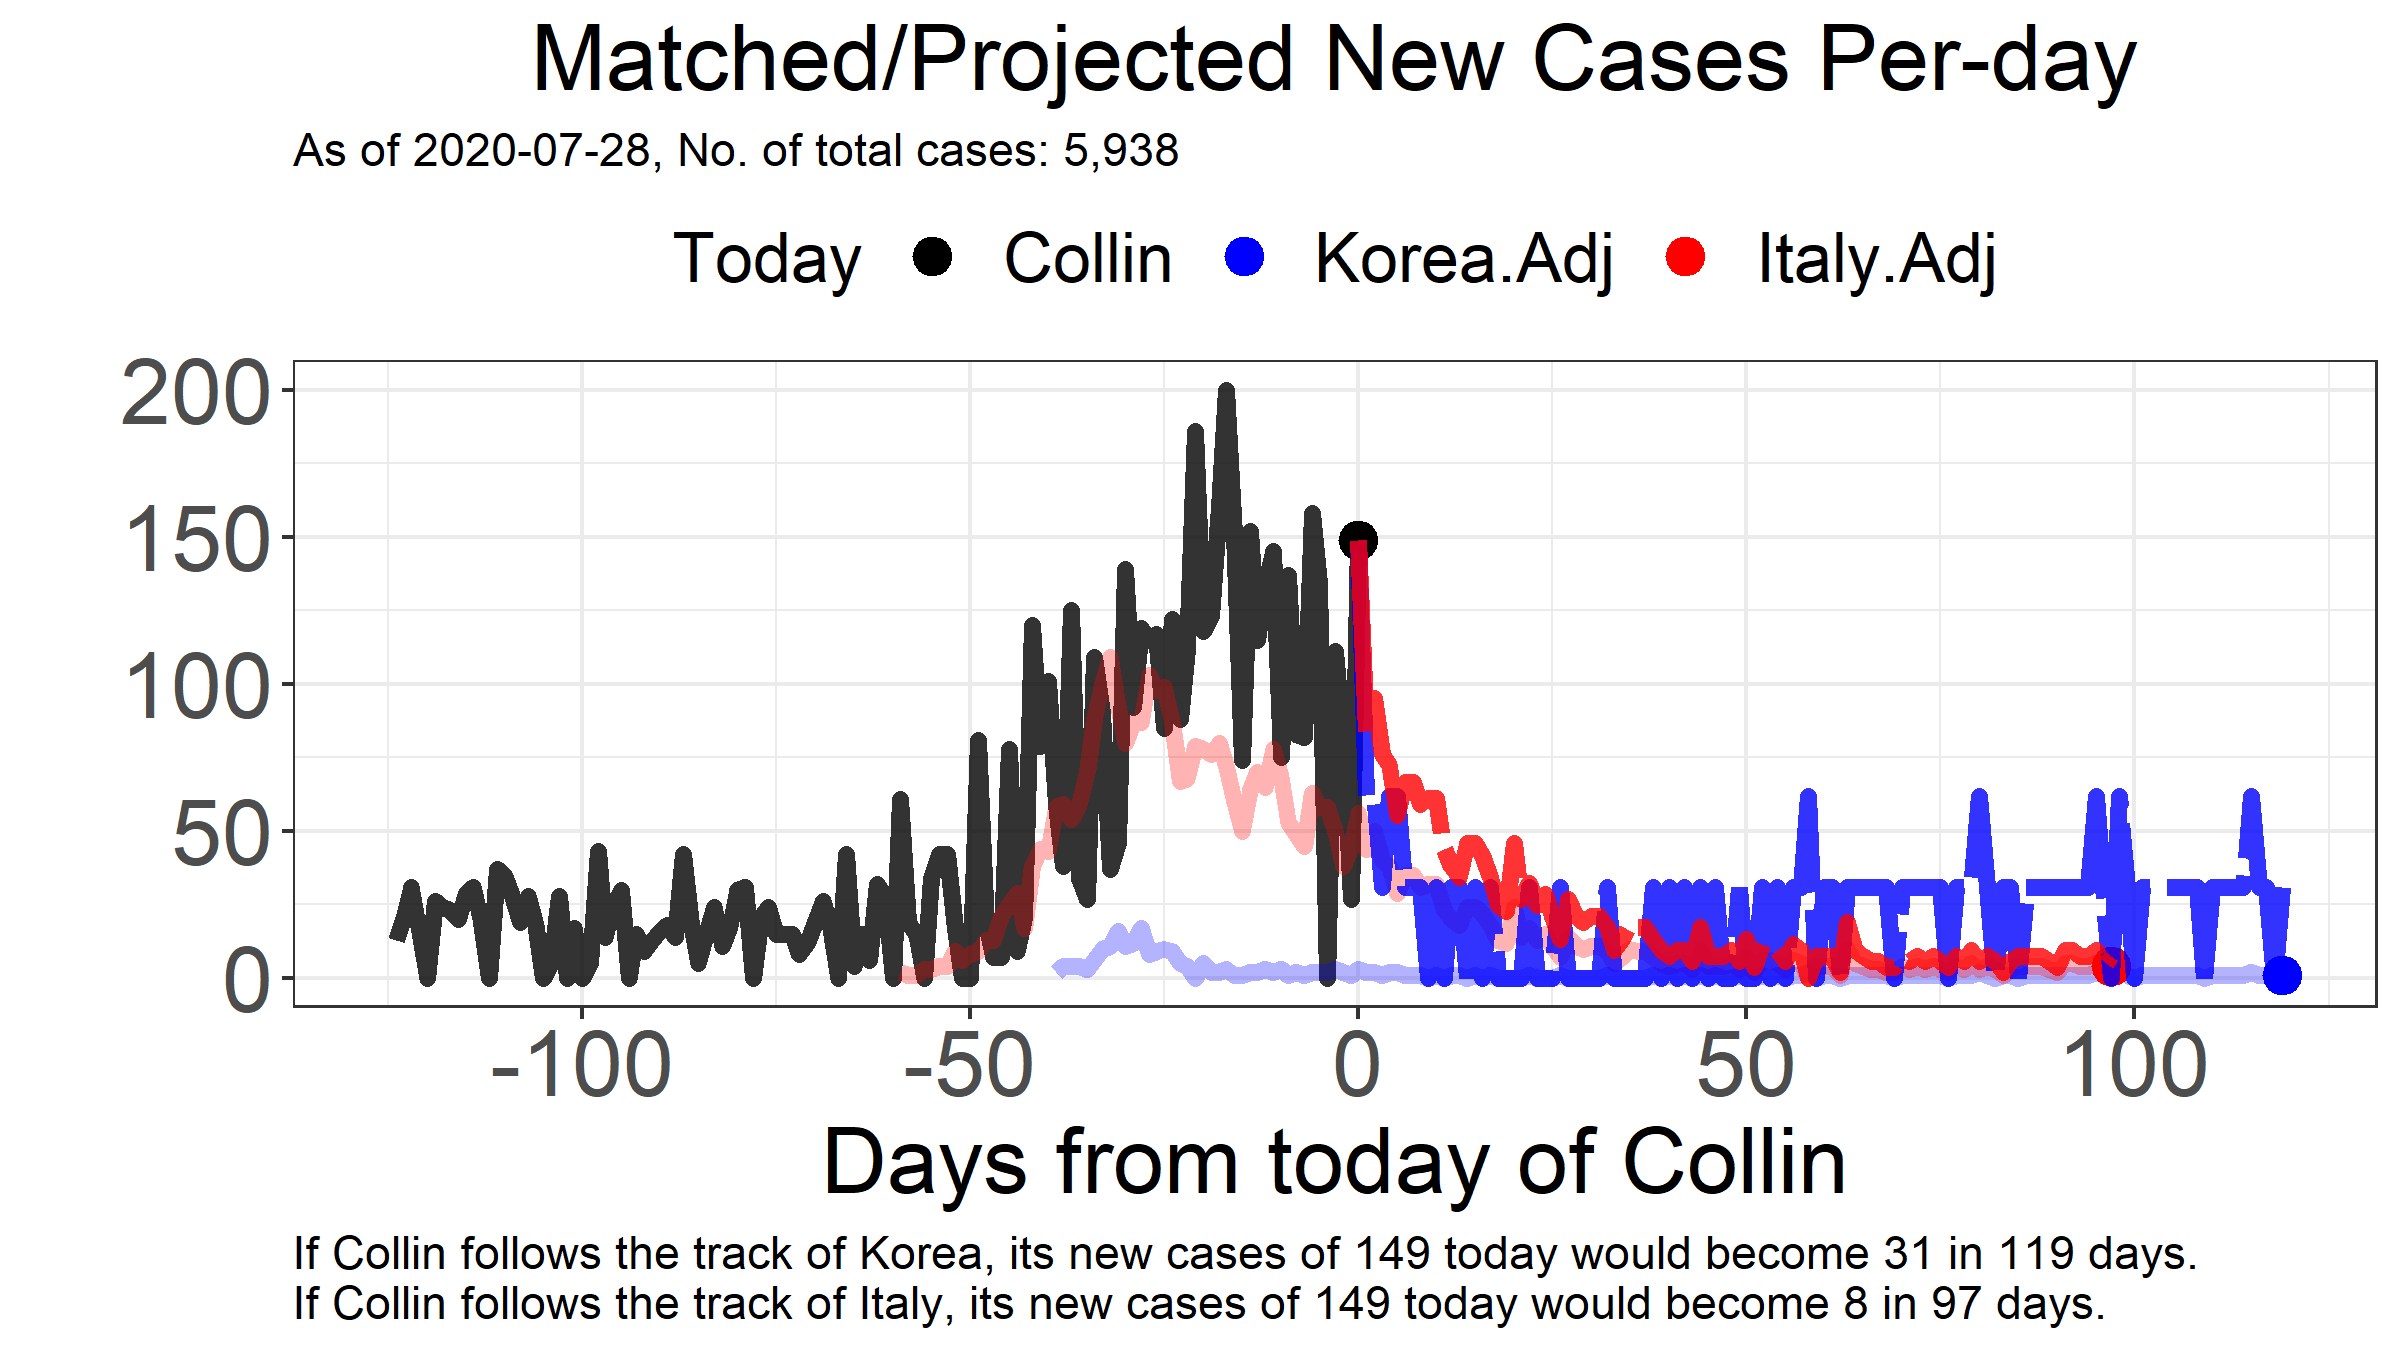 Matched/Projected New Cases Per-day
As of 2020-07-28, No. of total cases: 5,938
Today Collin Korea.Adj Italy.Adj
200
150
100
50
0
-100 -50 0 50 100
Days from today of Collin
If Collin follows the track of Korea, its new cases of 149 today would become 31 in 119 days.
If Collin follows the track of Italy, its new cases of 149 today would become 8 in 97 days.